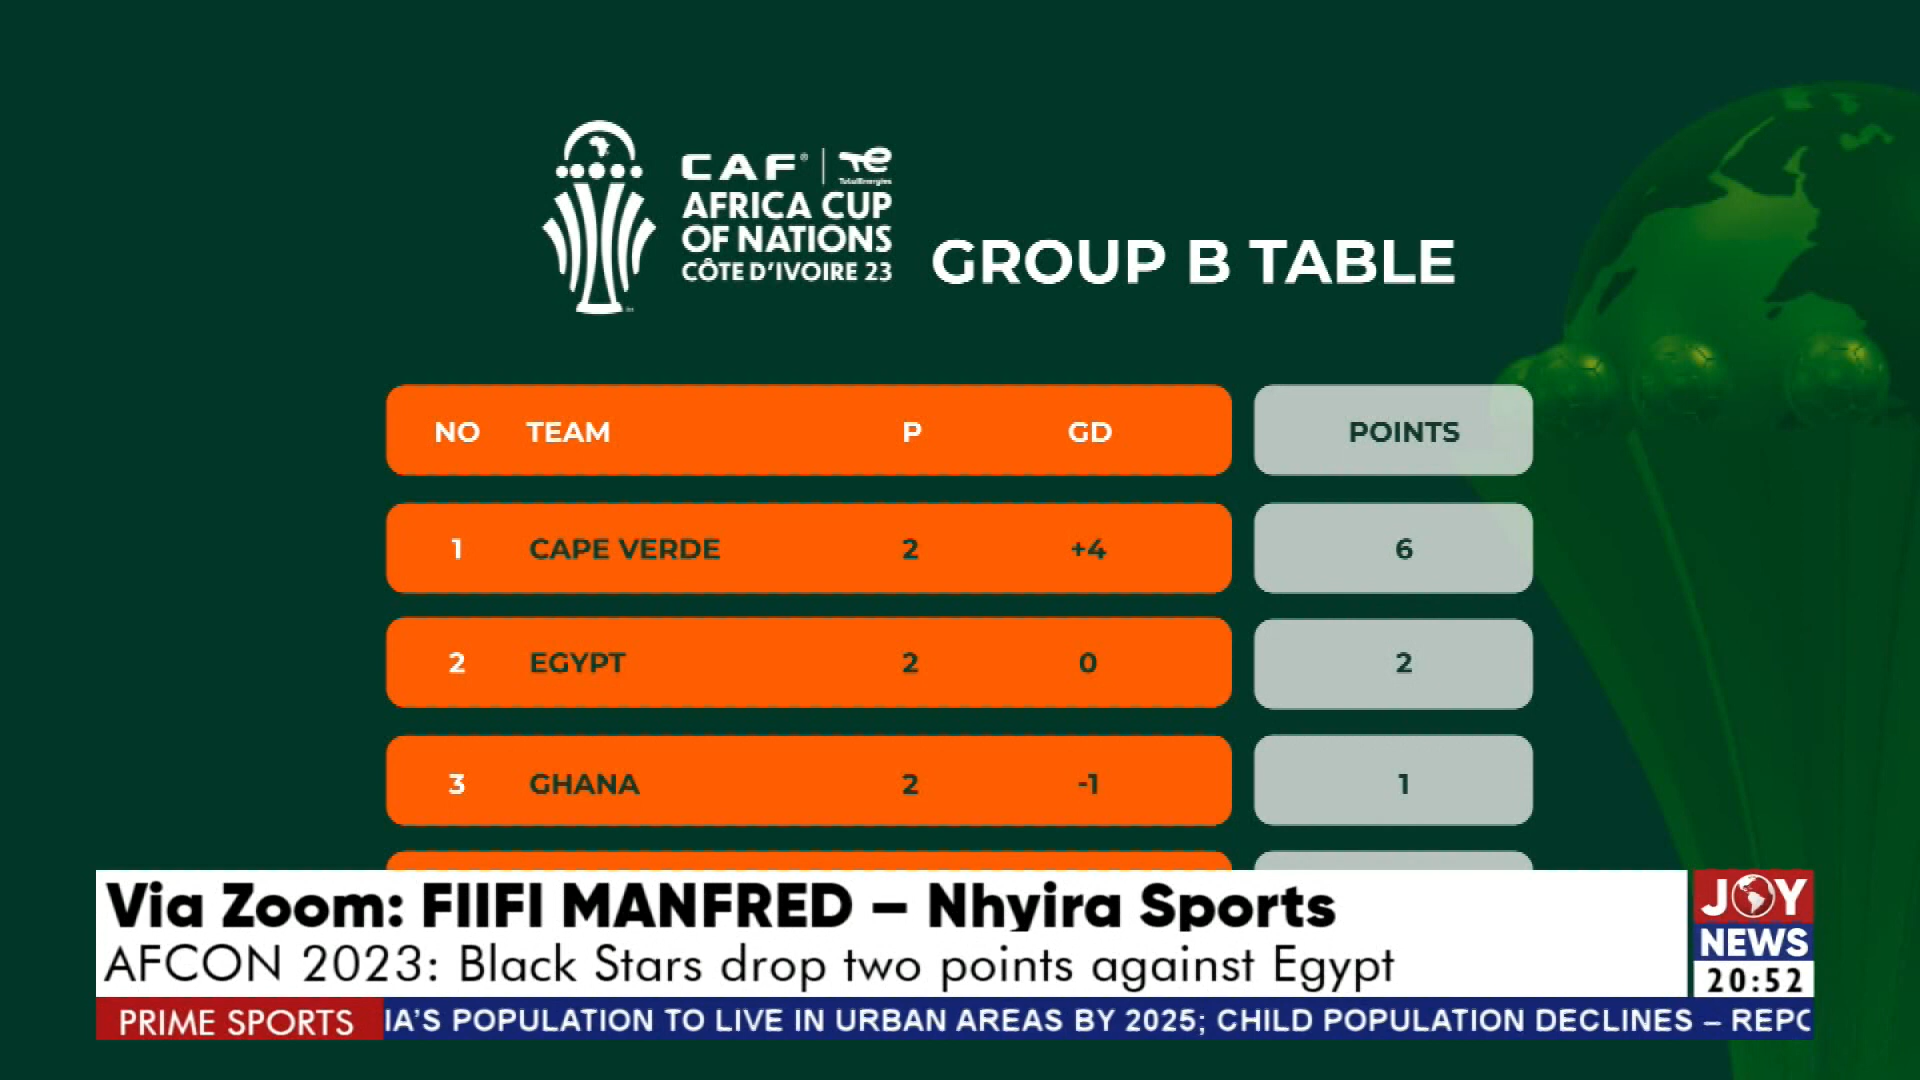 CAF
TotalEnergies
AFRICA CUP
OF NATIONS
CÔTE D'IVOIRE 23
GROUP B TABLE
NO TEAM P GD POINTS
1 CAPE VERDE 2 +4 6
2 EGYPT 2 0 2
3 GHANA 2 -1 1
Via Zoom: FIIFI MANFRED – Nhyira Sports
AFCON 2023: Black Stars drop two points against Egypt
JOY
NEWS
20:52
PRIME SPORTS IA'S POPULATION TO LIVE IN URBAN AREAS BY 2025; CHILD POPULATION DECLINES – REPO